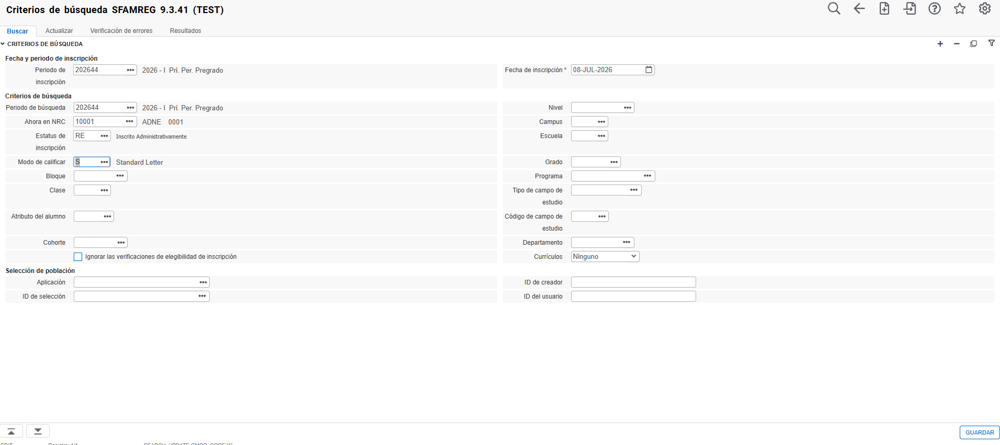 Criterios de búsqueda SFAMREG 9.3.41 (TEST)
Buscar Actualizar Verificación de errores Resultados
CRITERIOS DE BÚSQUEDA
Fecha y periodo de inscripción
Periodo de inscripción 202644 2026 - I Pri. Per. Pregrado
Fecha de inscripción * 08-JUL-2026
Criterios de búsqueda
Periodo de búsqueda 202644 2026 - I Pri. Per. Pregrado
Nivel
Ahora en NRC 10001 ADNE 0001
Campus
Estatus de inscripción RE Inscrito Administrativamente
Escuela
Modo de calificar S Standard Letter
Grado
Bloque
Programa
Clase
Tipo de campo de estudio
Atributo del alumno
Código de campo de estudio
Cohorte
Departamento
Ignorar las verificaciones de elegibilidad de inscripción
Currículos Ninguno
Selección de población
Aplicación
ID de creador
ID de selección
ID del usuario
GUARDAR